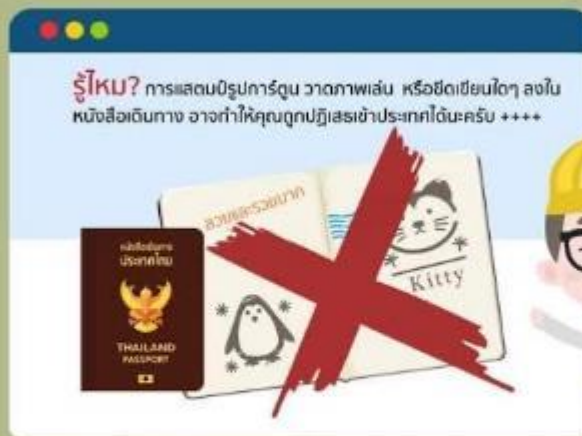 รู้ไหม? การแสตมป์รูปการ์ตูน วาดภาพเล่น หรือขีดเขียนใดๆ ลงใน
หนังสือเดินทาง อาจทำให้คุณถูกปฏิเสธเข้าประเทศได้นะครับ ++++
สวยและรวยมาก
Kitty
หนังสือเดินทาง
ประเทศไทย
THAILAND
PASSPORT